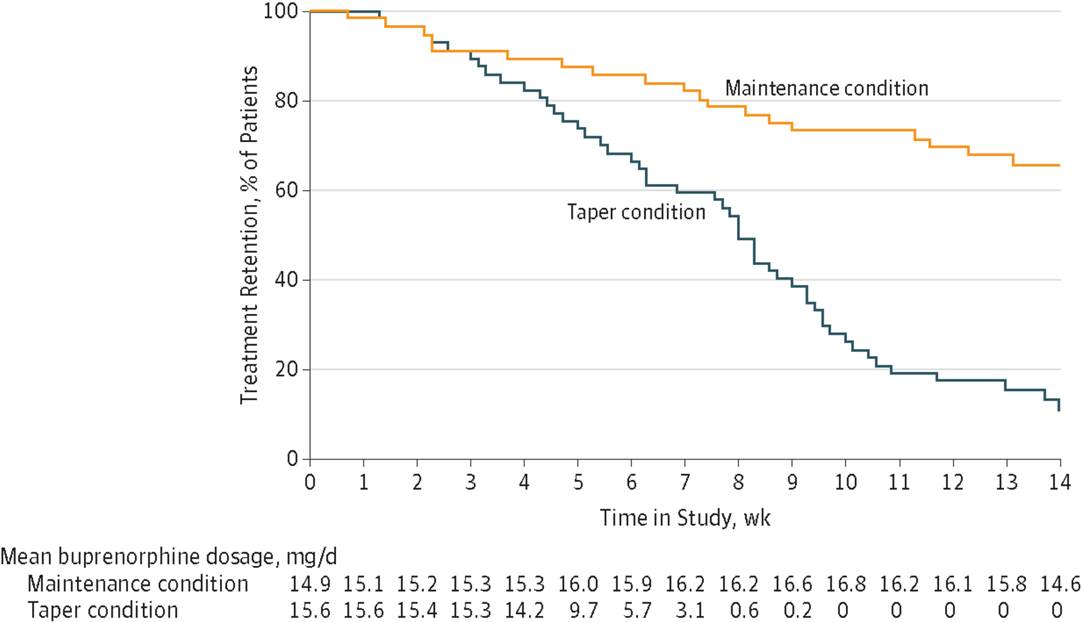 100
80
60
40
20
0
Treatment Retention, % of Patients
Maintenance condition
Taper condition
0 1 2 3 4 5 6 7 8 9 10 11 12 13 14
Time in Study, wk
Mean buprenorphine dosage, mg/d
Maintenance condition 14.9 15.1 15.2 15.3 15.3 16.0 15.9 16.2 16.2 16.6 16.8 16.2 16.1 15.8 14.6
Taper condition 15.6 15.6 15.4 15.3 14.2 9.7 5.7 3.1 0.6 0.2 0 0 0 0 0